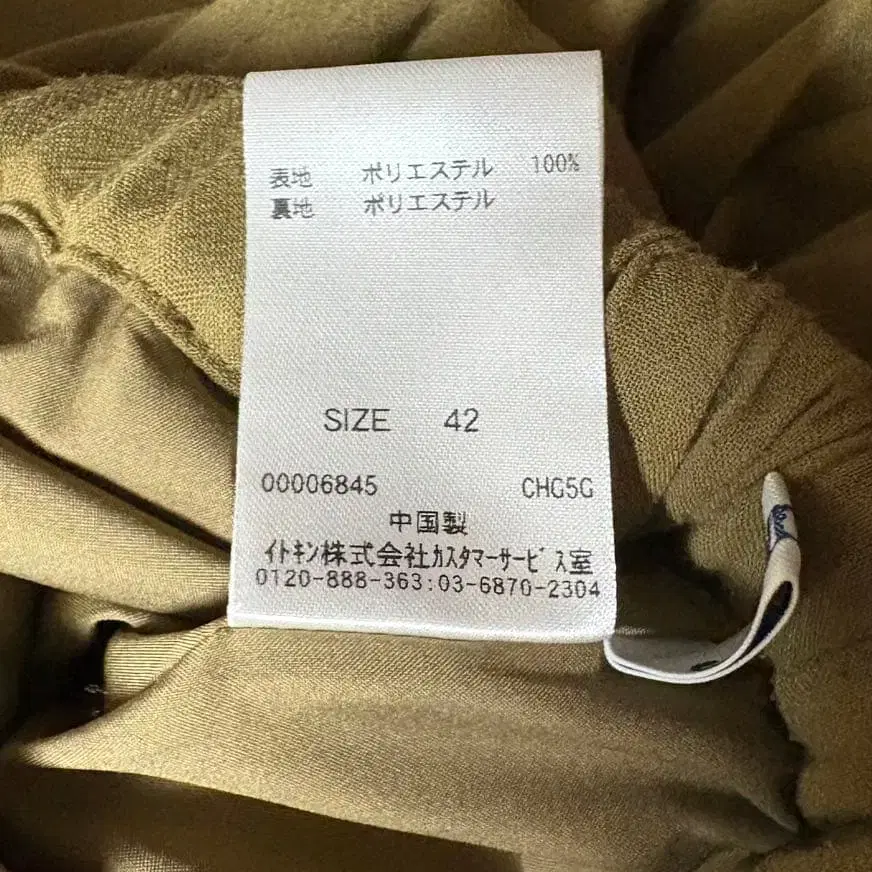 表地 ポリエステル 100%
裏地 ポリエステル
SIZE 42
00006845 CHG5G
中国製
イトキン株式会社ｶｽﾀﾏｰｻｰﾋﾞｽ室
0120-888-363:03-6870-2304